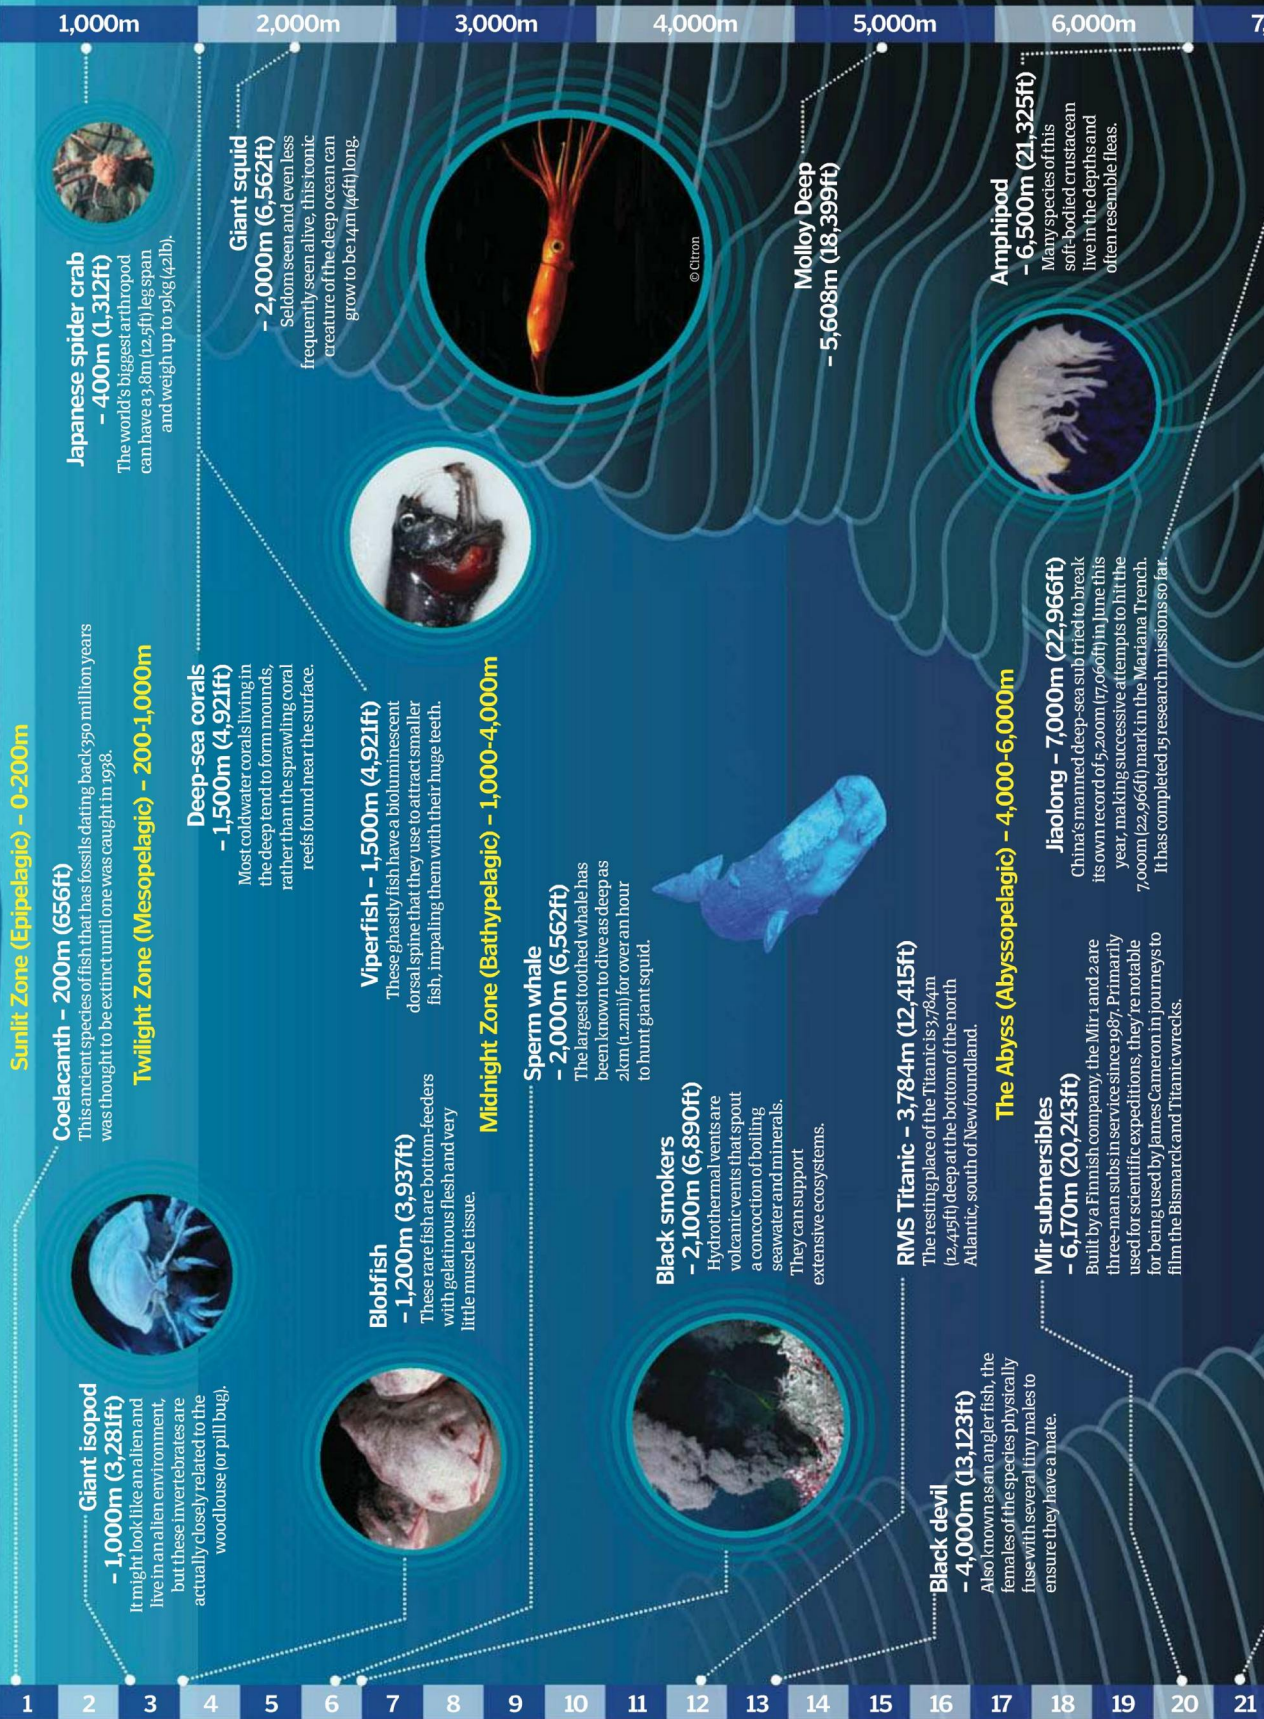 1,000m
2,000m
3,000m
4,000m
5,000m
6,000m
7,
Sunlit Zone (Epipelagic) – 0-200m
Coelacanth – 200m (656ft)
This ancient species of fish that has fossils dating back 350 million years
was thought to be extinct until one was caught in 1938.
Twilight Zone (Mesopelagic) – 200-1,000m
Japanese spider crab
– 400m (1,312ft)
The world's biggest arthropod
can have a 3.8m (12.5ft) leg span
and weigh up to 19kg (42lb).
Giant isopod
– 1,000m (3,281ft)
It might look like an alien and
live in an alien environment,
but these invertebrates are
actually closely related to the
woodlouse (or pill bug).
Deep-sea corals
– 1,500m (4,921ft)
Most coldwater corals living in
the deep tend to form mounds,
rather than the sprawling coral
reefs found near the surface.
Giant squid
– 2,000m (6,562ft)
Seldom seen and even less
frequently seen alive, this iconic
creature of the deep ocean can
grow to be 14m (46ft) long.
Viperfish – 1,500m (4,921ft)
These ghastly fish have a bioluminescent
dorsal spine that they use to attract smaller
fish, impaling them with their huge teeth.
Blobfish
– 1,200m (3,937ft)
These rare fish are bottom-feeders
with gelatinous flesh and very
little muscle tissue.
Midnight Zone (Bathypelagic) – 1,000-4,000m
Sperm whale
– 2,000m (6,562ft)
The largest toothed whale has
been known to dive as deep as
2km (1.2mi) for over an hour
to hunt giant squid.
© Citron
Black smokers
– 2,100m (6,890ft)
Hydrothermal vents are
volcanic vents that spout
a concoction of boiling
seawater and minerals.
They can support
extensive ecosystems.
Molloy Deep
– 5,608m (18,399ft)
RMS Titanic – 3,784m (12,415ft)
The resting place of the Titanic is 3,784m
(12,415ft) deep at the bottom of the north
Atlantic, south of Newfoundland.
Black devil
– 4,000m (13,123ft)
Also known as an angler fish, the
females of the species physically
fuse with several tiny males to
ensure they have a mate.
The Abyss (Abyssopelagic) – 4,000-6,000m
Amphipod
– 6,500m (21,325ft)
Many species of this
soft-bodied crustacean
live in the depths and
often resemble fleas.
Mir submersibles
– 6,170m (20,243ft)
Built by a Finnish company, the Mir 1 and 2 are
three-man subs in service since 1987. Primarily
used for scientific expeditions, they're notable
for being used by James Cameron in journeys to
film the Bismarck and Titanic wrecks.
Jiaolong – 7,000m (22,966ft)
China's manned deep-sea sub tried to break
its own record of 5,200m (17,060ft) in June this
year, making successive attempts to hit the
7,000m (22,966ft) mark in the Mariana Trench.
It has completed 15 research missions so far.
1
2
3
4
5
6
7
8
9
10
11
12
13
14
15
16
17
18
19
20
21